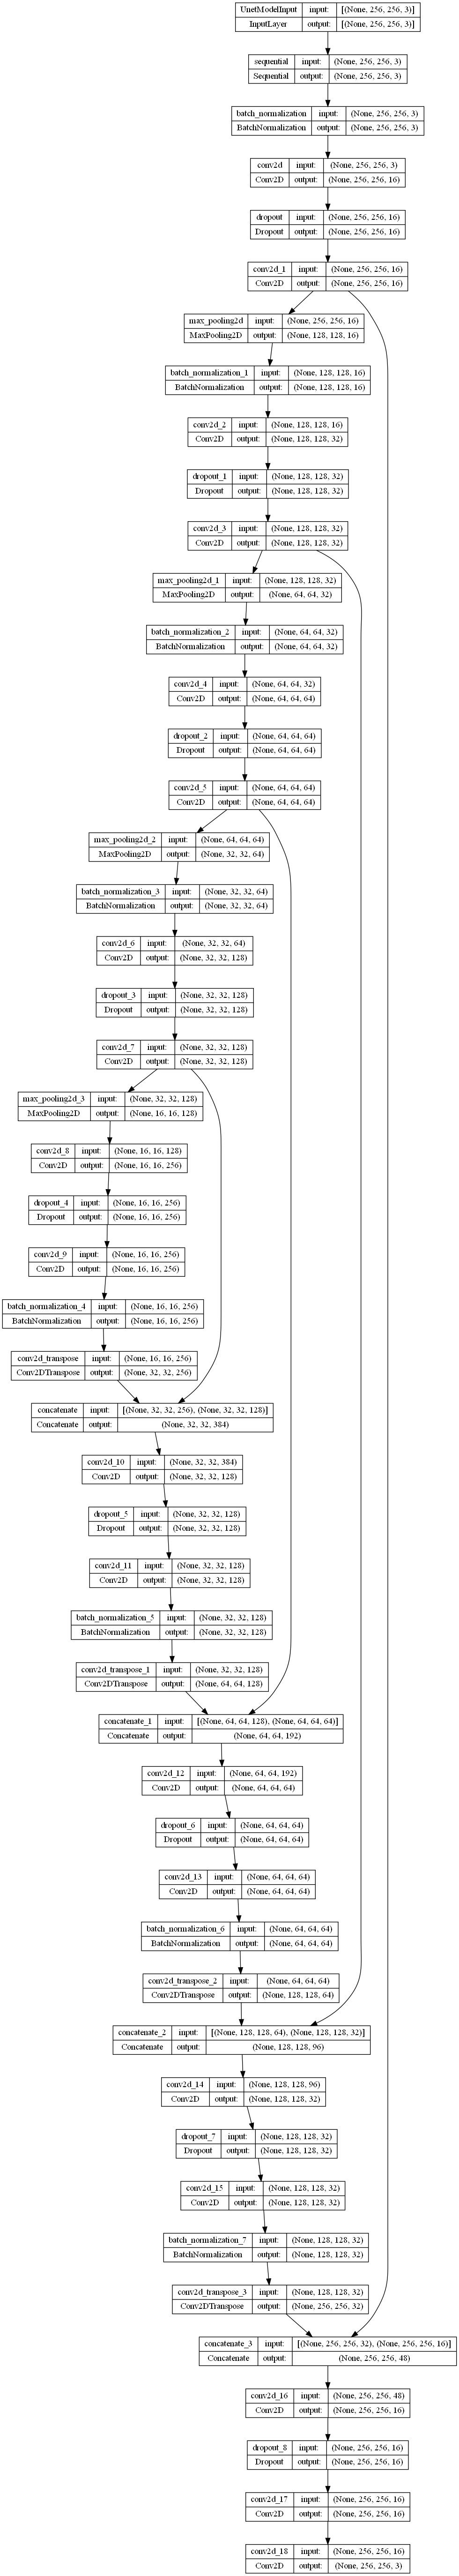 UnetModelInput input: [(None, 256, 256, 3)]
InputLayer output: [(None, 256, 256, 3)]
sequential input: (None, 256, 256, 3)
Sequential output: (None, 256, 256, 3)
batch_normalization input: (None, 256, 256, 3)
BatchNormalization output: (None, 256, 256, 3)
conv2d input: (None, 256, 256, 3)
Conv2D output: (None, 256, 256, 16)
dropout input: (None, 256, 256, 16)
Dropout output: (None, 256, 256, 16)
conv2d_1 input: (None, 256, 256, 16)
Conv2D output: (None, 256, 256, 16)
max_pooling2d input: (None, 256, 256, 16)
MaxPooling2D output: (None, 128, 128, 16)
batch_normalization_1 input: (None, 128, 128, 16)
BatchNormalization output: (None, 128, 128, 16)
conv2d_2 input: (None, 128, 128, 16)
Conv2D output: (None, 128, 128, 32)
dropout_1 input: (None, 128, 128, 32)
Dropout output: (None, 128, 128, 32)
conv2d_3 input: (None, 128, 128, 32)
Conv2D output: (None, 128, 128, 32)
max_pooling2d_1 input: (None, 128, 128, 32)
MaxPooling2D output: (None, 64, 64, 32)
batch_normalization_2 input: (None, 64, 64, 32)
BatchNormalization output: (None, 64, 64, 32)
conv2d_4 input: (None, 64, 64, 32)
Conv2D output: (None, 64, 64, 64)
dropout_2 input: (None, 64, 64, 64)
Dropout output: (None, 64, 64, 64)
conv2d_5 input: (None, 64, 64, 64)
Conv2D output: (None, 64, 64, 64)
max_pooling2d_2 input: (None, 64, 64, 64)
MaxPooling2D output: (None, 32, 32, 64)
batch_normalization_3 input: (None, 32, 32, 64)
BatchNormalization output: (None, 32, 32, 64)
conv2d_6 input: (None, 32, 32, 64)
Conv2D output: (None, 32, 32, 128)
dropout_3 input: (None, 32, 32, 128)
Dropout output: (None, 32, 32, 128)
conv2d_7 input: (None, 32, 32, 128)
Conv2D output: (None, 32, 32, 128)
max_pooling2d_3 input: (None, 32, 32, 128)
MaxPooling2D output: (None, 16, 16, 128)
conv2d_8 input: (None, 16, 16, 128)
Conv2D output: (None, 16, 16, 256)
dropout_4 input: (None, 16, 16, 256)
Dropout output: (None, 16, 16, 256)
conv2d_9 input: (None, 16, 16, 256)
Conv2D output: (None, 16, 16, 256)
batch_normalization_4 input: (None, 16, 16, 256)
BatchNormalization output: (None, 16, 16, 256)
conv2d_transpose input: (None, 16, 16, 256)
Conv2DTranspose output: (None, 32, 32, 256)
concatenate input: [(None, 32, 32, 256), (None, 32, 32, 128)]
Concatenate output: (None, 32, 32, 384)
conv2d_10 input: (None, 32, 32, 384)
Conv2D output: (None, 32, 32, 128)
dropout_5 input: (None, 32, 32, 128)
Dropout output: (None, 32, 32, 128)
conv2d_11 input: (None, 32, 32, 128)
Conv2D output: (None, 32, 32, 128)
batch_normalization_5 input: (None, 32, 32, 128)
BatchNormalization output: (None, 32, 32, 128)
conv2d_transpose_1 input: (None, 32, 32, 128)
Conv2DTranspose output: (None, 64, 64, 128)
concatenate_1 input: [(None, 64, 64, 128), (None, 64, 64, 64)]
Concatenate output: (None, 64, 64, 192)
conv2d_12 input: (None, 64, 64, 192)
Conv2D output: (None, 64, 64, 64)
dropout_6 input: (None, 64, 64, 64)
Dropout output: (None, 64, 64, 64)
conv2d_13 input: (None, 64, 64, 64)
Conv2D output: (None, 64, 64, 64)
batch_normalization_6 input: (None, 64, 64, 64)
BatchNormalization output: (None, 64, 64, 64)
conv2d_transpose_2 input: (None, 64, 64, 64)
Conv2DTranspose output: (None, 128, 128, 64)
concatenate_2 input: [(None, 128, 128, 64), (None, 128, 128, 32)]
Concatenate output: (None, 128, 128, 96)
conv2d_14 input: (None, 128, 128, 96)
Conv2D output: (None, 128, 128, 32)
dropout_7 input: (None, 128, 128, 32)
Dropout output: (None, 128, 128, 32)
conv2d_15 input: (None, 128, 128, 32)
Conv2D output: (None, 128, 128, 32)
batch_normalization_7 input: (None, 128, 128, 32)
BatchNormalization output: (None, 128, 128, 32)
conv2d_transpose_3 input: (None, 128, 128, 32)
Conv2DTranspose output: (None, 256, 256, 32)
concatenate_3 input: [(None, 256, 256, 32), (None, 256, 256, 16)]
Concatenate output: (None, 256, 256, 48)
conv2d_16 input: (None, 256, 256, 48)
Conv2D output: (None, 256, 256, 16)
dropout_8 input: (None, 256, 256, 16)
Dropout output: (None, 256, 256, 16)
conv2d_17 input: (None, 256, 256, 16)
Conv2D output: (None, 256, 256, 16)
conv2d_18 input: (None, 256, 256, 16)
Conv2D output: (None, 256, 256, 3)